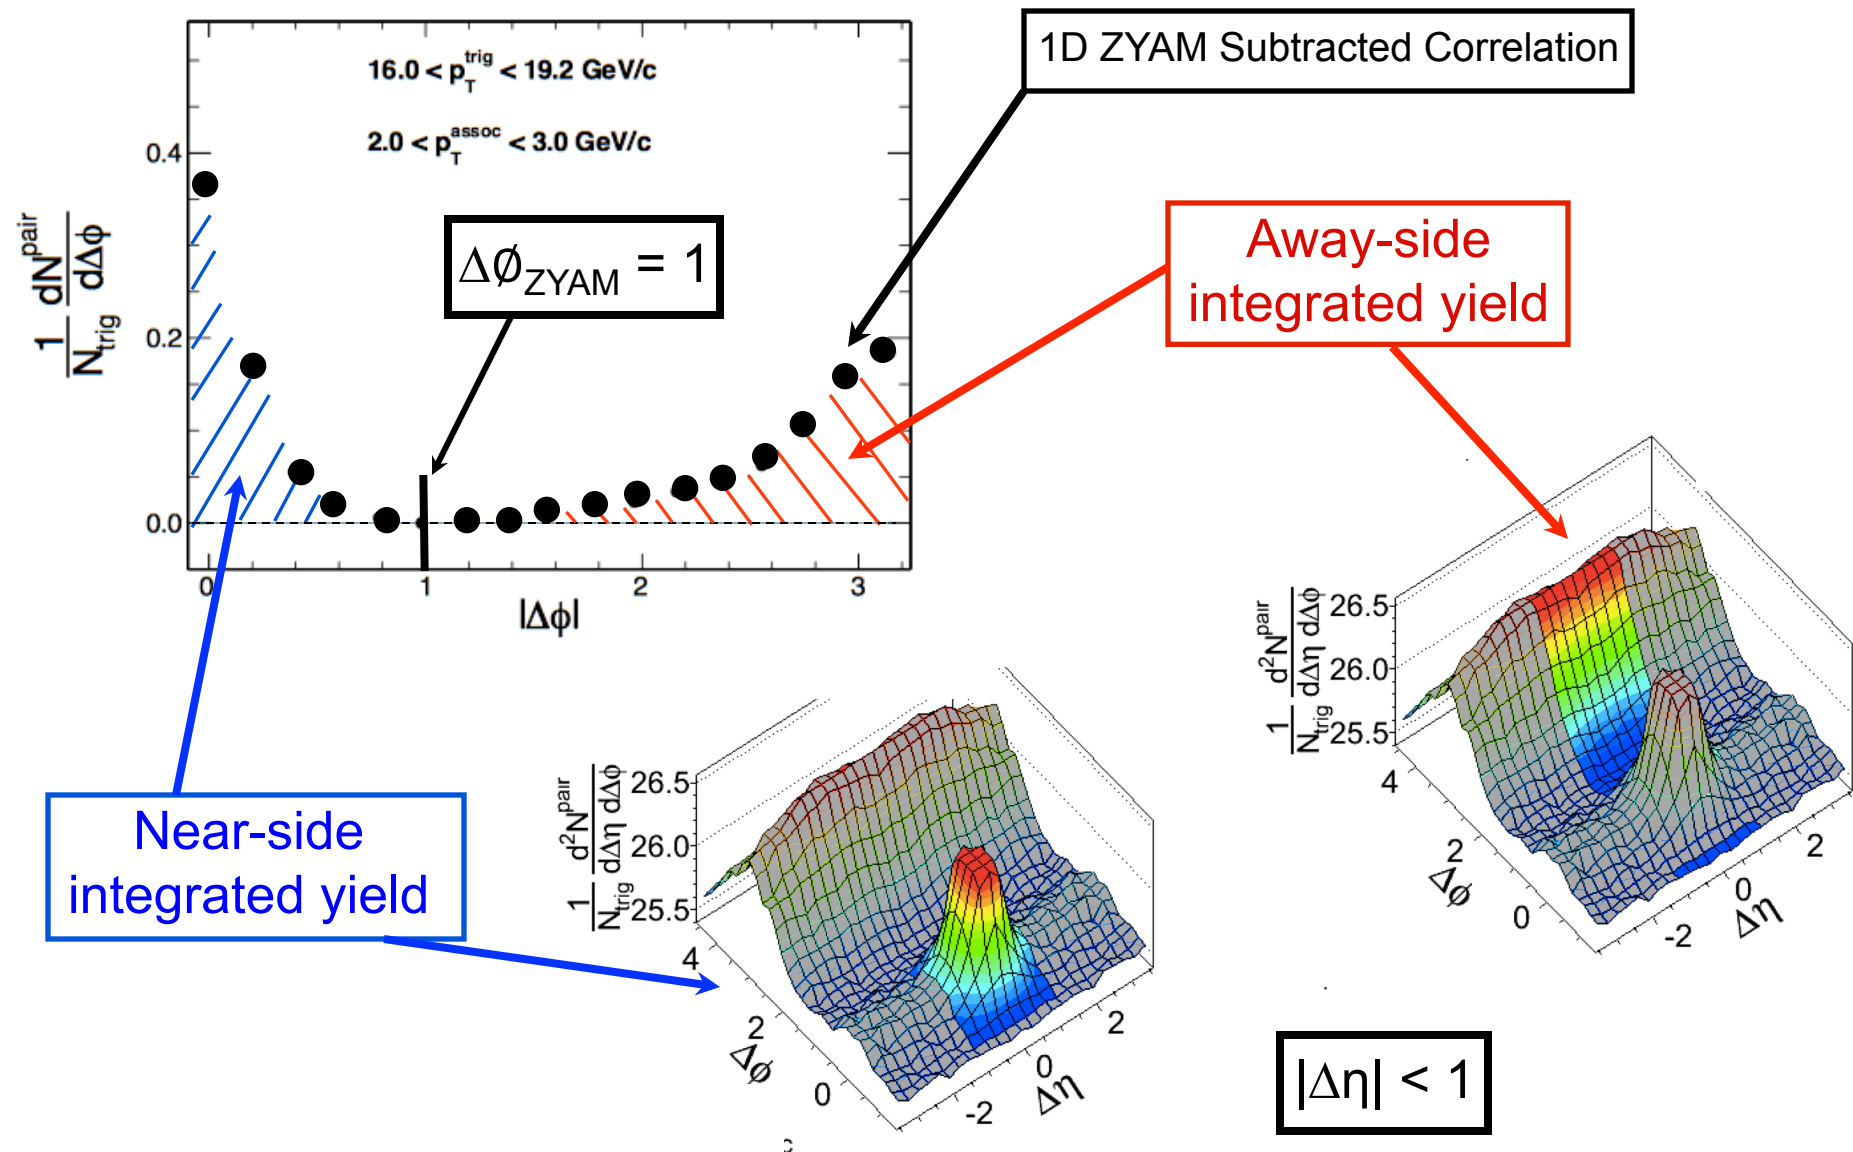 16.0 < p_T^trig < 19.2 GeV/c
2.0 < p_T^assoc < 3.0 GeV/c
1D ZYAM Subtracted Correlation
ΔØ_ZYAM = 1
Away-side
integrated yield
1/N_trig dN^pair/dΔϕ
0.4
0.2
0.0
0 1 2 3
|Δϕ|
Near-side
integrated yield
1/N_trig d²N^pair/dΔη dΔϕ
26.5
26.0
25.5
4
2
0
Δø
-2
0
2
Δη
1/N_trig d²N^pair/dΔη dΔϕ
26.5
26.0
25.5
4
2
0
Δø
-2
0
2
Δη
|Δη| < 1
c